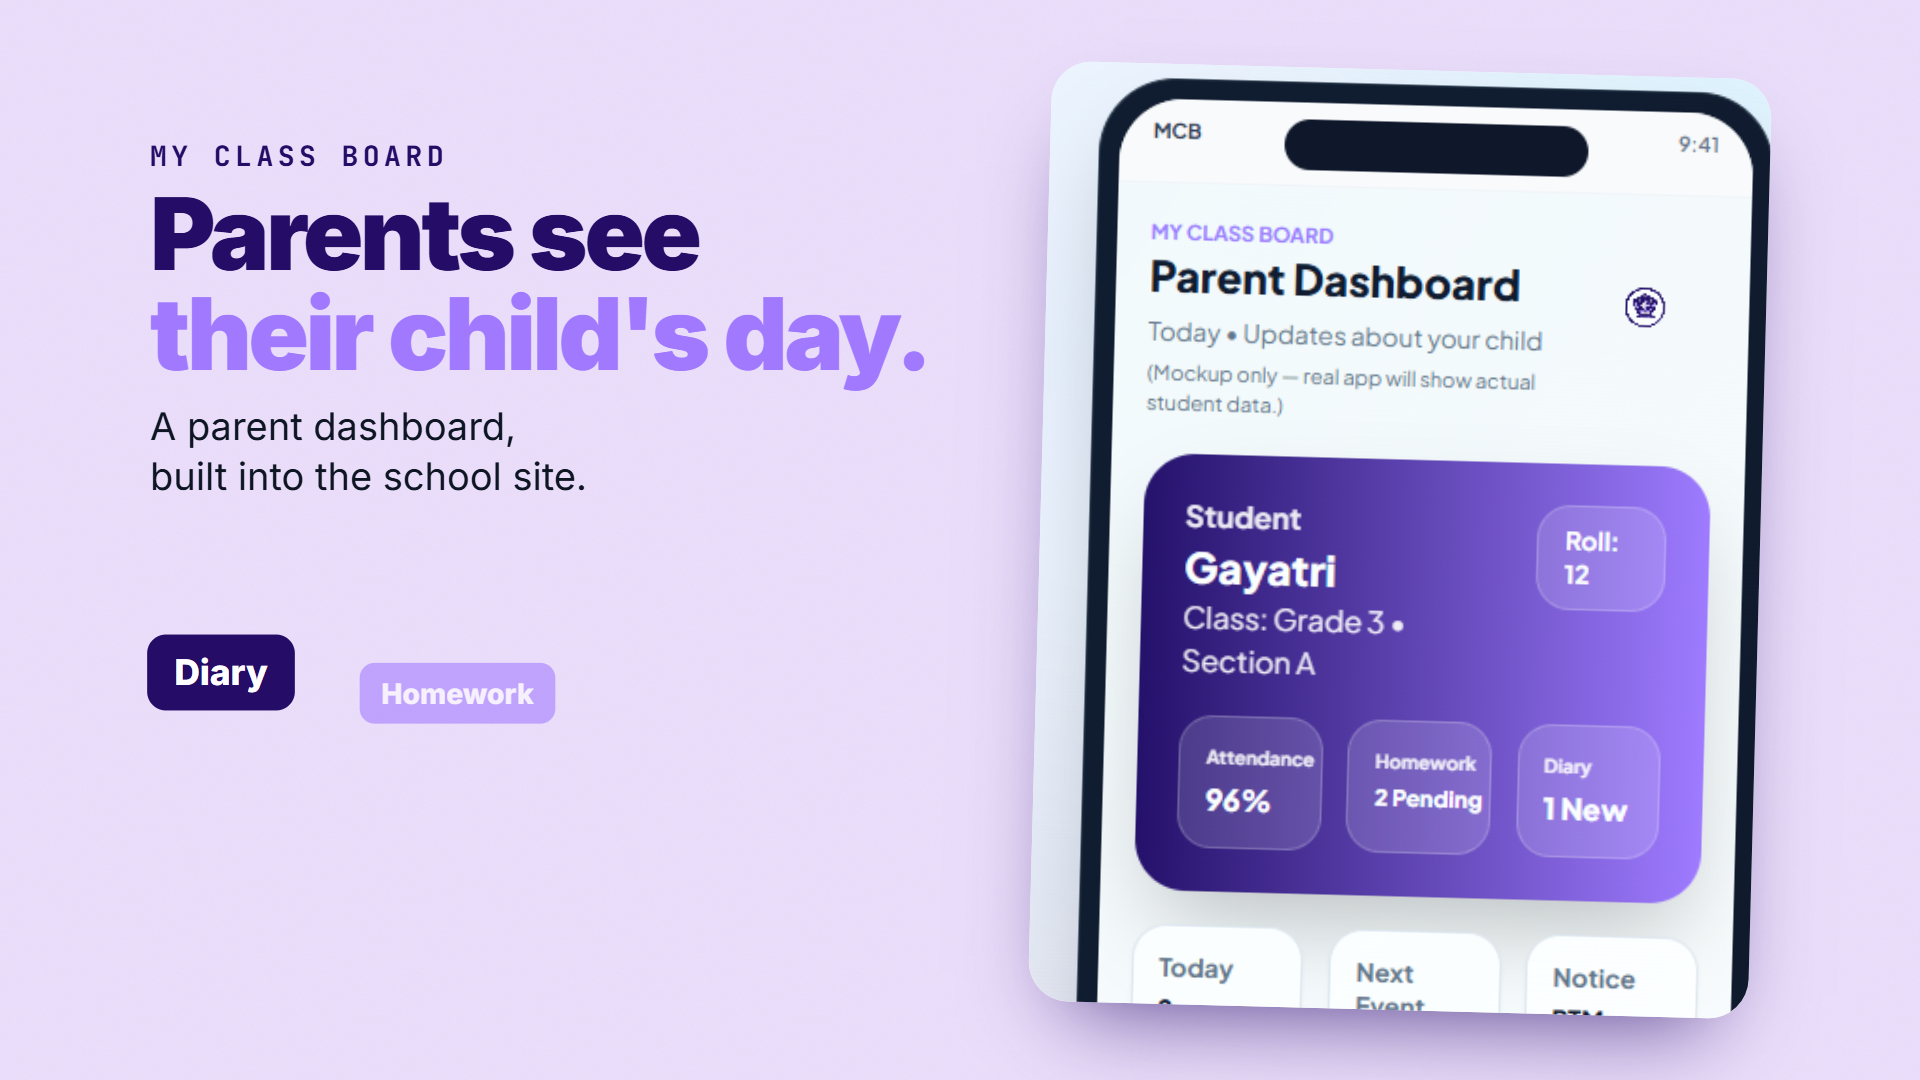 MY CLASS BOARD
Parents see
their child's day.
A parent dashboard,
built into the school site.
Diary
Homework
MCB
9:41
MY CLASS BOARD
Parent Dashboard
Today • Updates about your child
(Mockup only — real app will show actual
student data.)
Student
Gayatri
Class: Grade 3 •
Section A
Roll:
12
Attendance
96%
Homework
2 Pending
Diary
1 New
Today
Next
Event
Notice
PTM